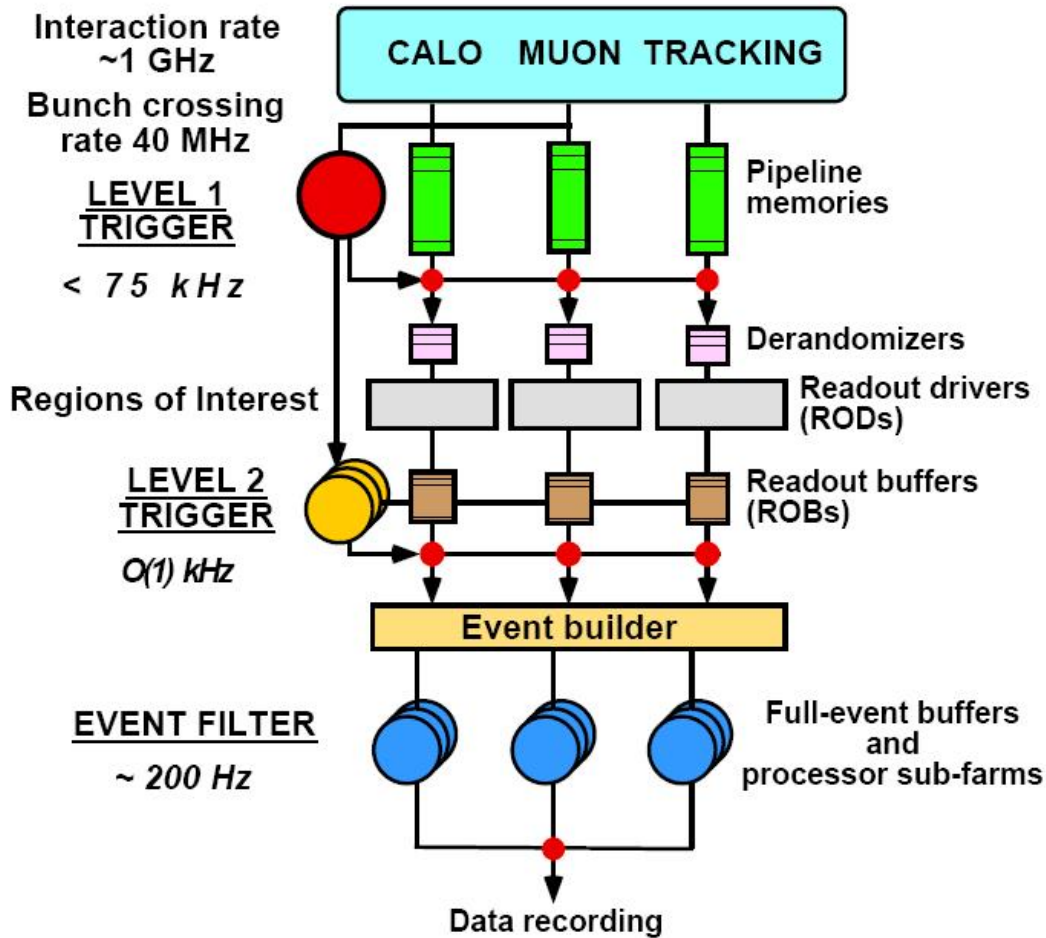 Interaction rate
~1 GHz
CALO MUON TRACKING
Bunch crossing
rate 40 MHz
LEVEL 1
TRIGGER
< 75 kHz
Pipeline
memories
Derandomizers
Regions of Interest
Readout drivers
(RODs)
LEVEL 2
TRIGGER
O(1) kHz
Readout buffers
(ROBs)
Event builder
EVENT FILTER
~ 200 Hz
Full-event buffers
and
processor sub-farms
Data recording